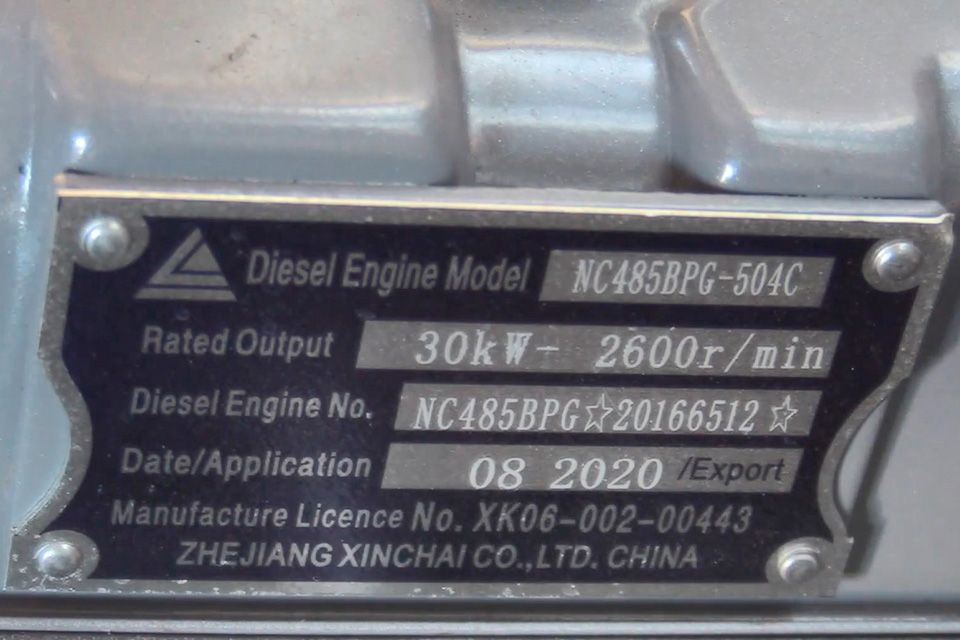 Diesel Engine Model NC485BPG-504C
Rated Output 30kW- 2600r/min
Diesel Engine No. NC485BPG☆20166512☆
Date/Application 08 2020 /Export
Manufacture Licence No. XK06-002-00443
ZHEJIANG XINCHAI CO.,LTD. CHINA